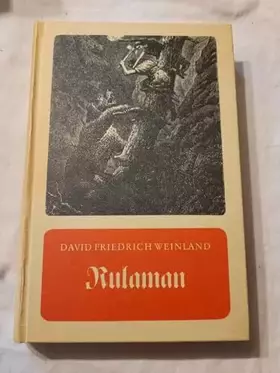 DAVID FRIEDRICH WEINLAND
Rulaman